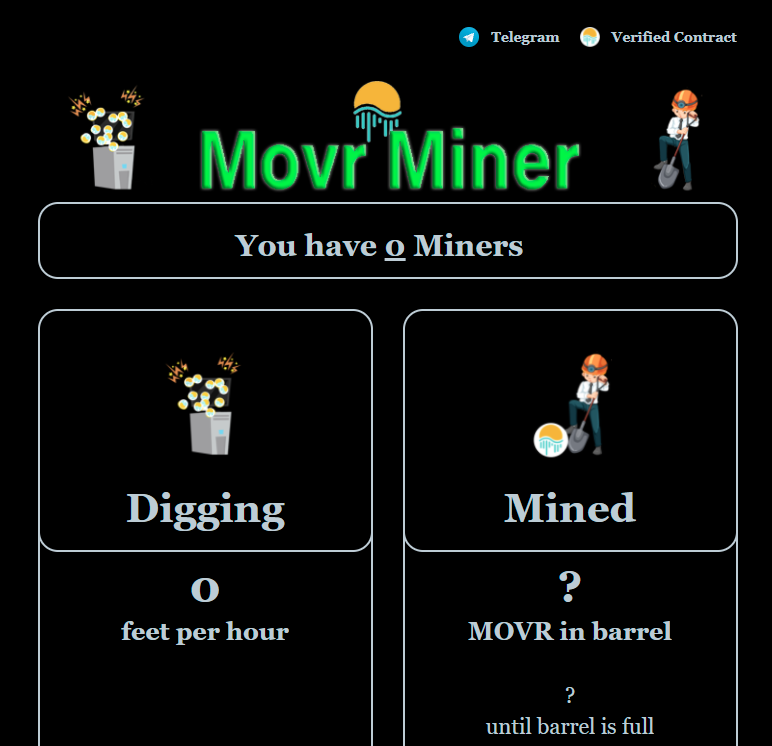 Telegram Verified Contract
Movr Miner
You have 0 Miners
Digging
0
feet per hour
Mined
?
MOVR in barrel
?
until barrel is full